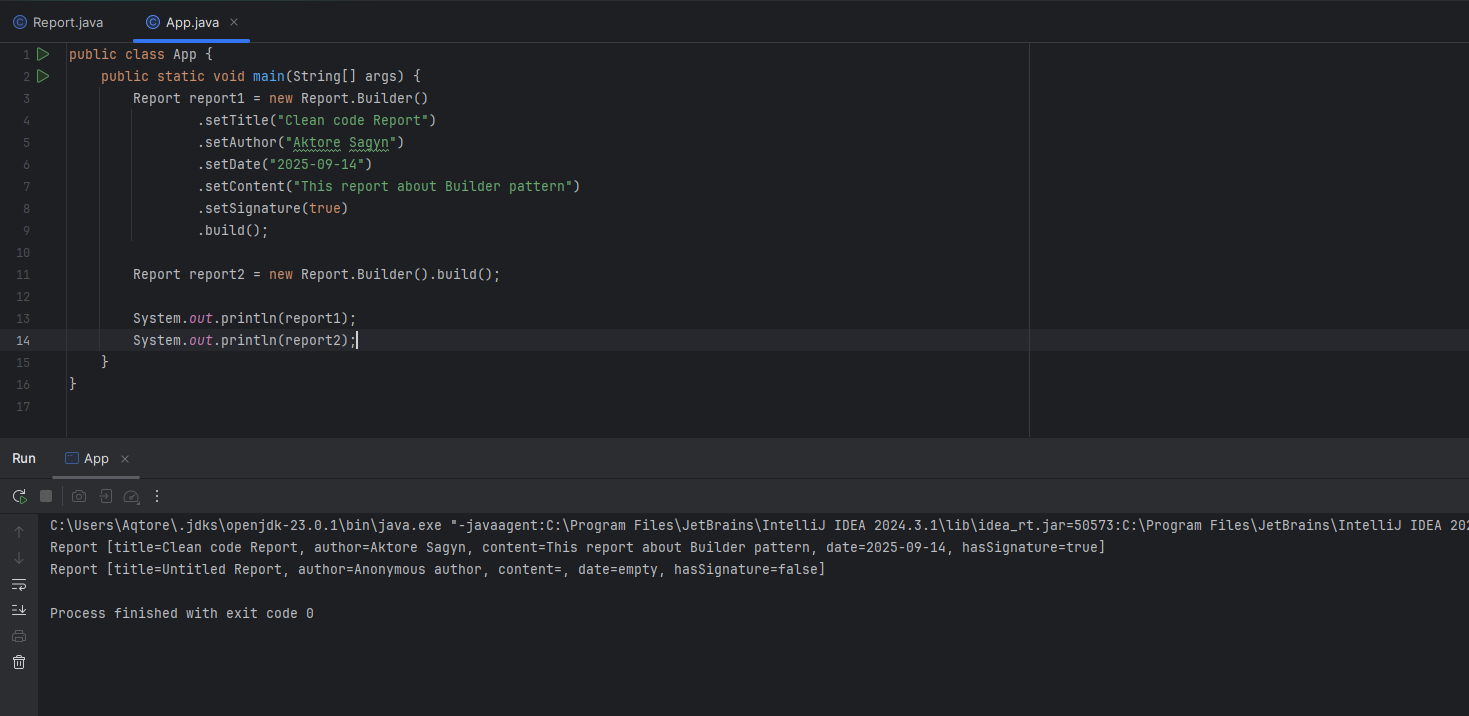 Report.java App.java
1 public class App {
2 public static void main(String[] args) {
3 Report report1 = new Report.Builder()
4 .setTitle("Clean code Report")
5 .setAuthor("Aktore Sagyn")
6 .setDate("2025-09-14")
7 .setContent("This report about Builder pattern")
8 .setSignature(true)
9 .build();
10
11 Report report2 = new Report.Builder().build();
12
13 System.out.println(report1);
14 System.out.println(report2);
15 }
16 }
17
Run App
C:\Users\Aqtore\.jdks\openjdk-23.0.1\bin\java.exe "-javaagent:C:\Program Files\JetBrains\IntelliJ IDEA 2024.3.1\lib\idea_rt.jar=50573:C:\Program Files\JetBrains\IntelliJ IDEA 202
Report [title=Clean code Report, author=Aktore Sagyn, content=This report about Builder pattern, date=2025-09-14, hasSignature=true]
Report [title=Untitled Report, author=Anonymous author, content=, date=empty, hasSignature=false]
Process finished with exit code 0